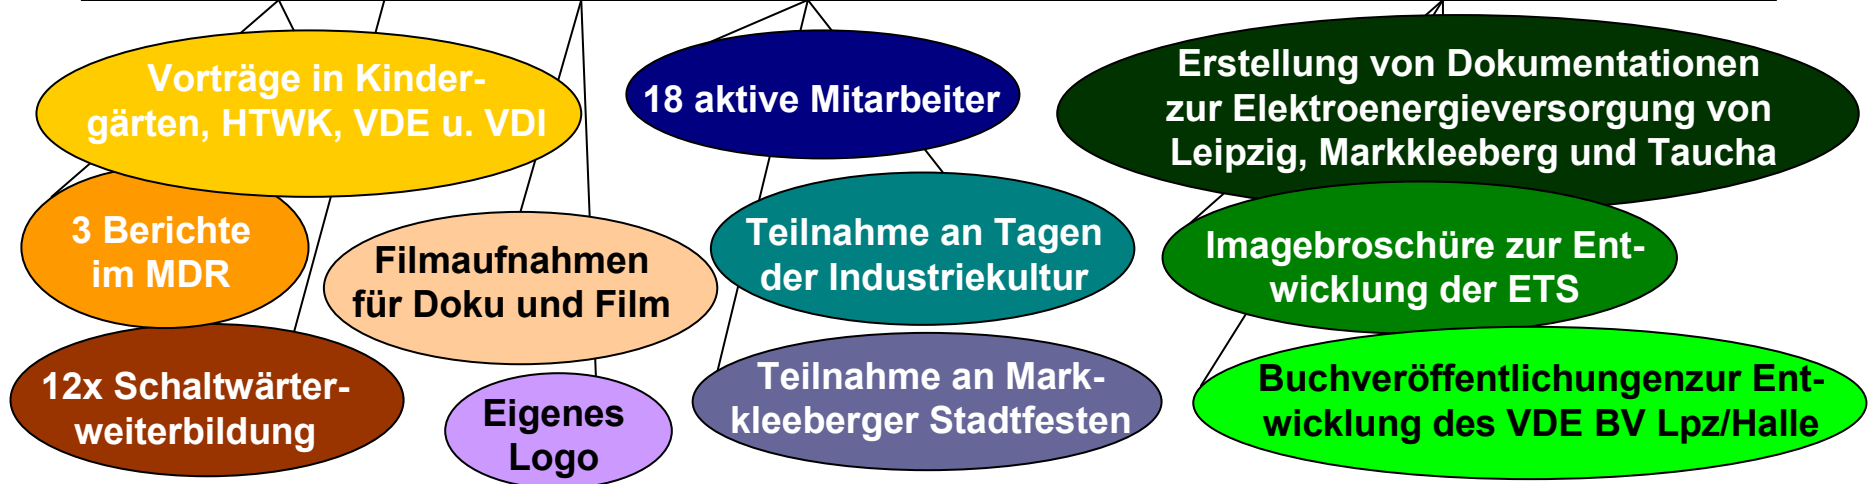 Vorträge in Kinder-
gärten, HTWK, VDE u. VDI
3 Berichte
im MDR
12x Schaltwärter-
weiterbildung
Filmaufnahmen
für Doku und Film
Eigenes
Logo
18 aktive Mitarbeiter
Teilnahme an Tagen
der Industriekultur
Teilnahme an Mark-
kleeberger Stadtfesten
Erstellung von Dokumentationen
zur Elektroenergieversorgung von
Leipzig, Markkleeberg und Taucha
Imagebroschüre zur Ent-
wicklung der ETS
Buchveröffentlichungenzur Ent-
wicklung des VDE BV Lpz/Halle